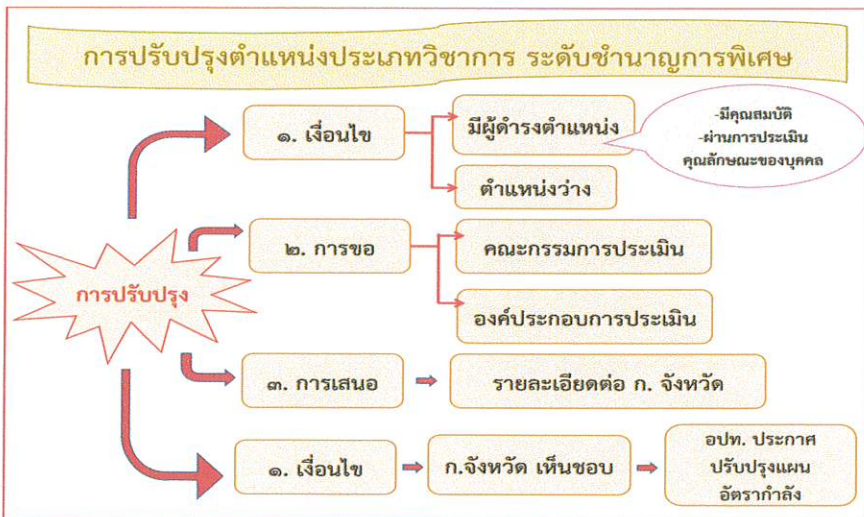 การปรับปรุงตำแหน่งประเภทวิชาการ ระดับชำนาญการพิเศษ
๑. เงื่อนไข
มีผู้ดำรงตำแหน่ง
-มีคุณสมบัติ
-ผ่านการประเมิน
คุณลักษณะของบุคคล
ตำแหน่งว่าง
การปรับปรุง
๒. การขอ
คณะกรรมการประเมิน
องค์ประกอบการประเมิน
๓. การเสนอ
รายละเอียดต่อ ก. จังหวัด
๑. เงื่อนไข
ก.จังหวัด เห็นชอบ
อปท. ประกาศ
ปรับปรุงแผน
อัตรากำลัง